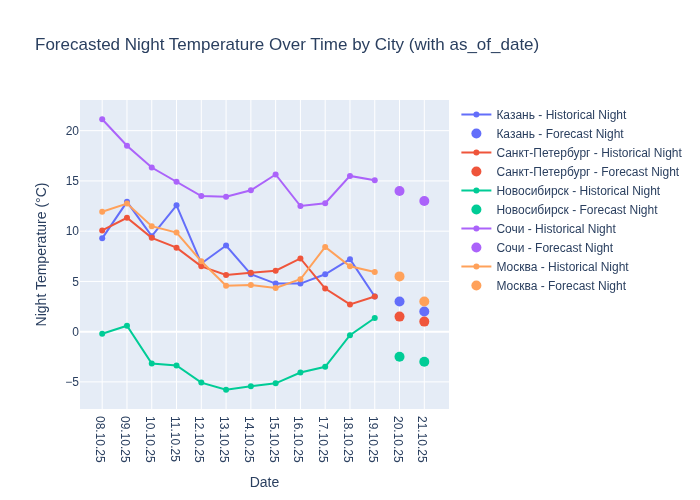 Forecasted Night Temperature Over Time by City (with as_of_date)
Night Temperature (°C)
20
15
10
5
0
−5
08.10.25
09.10.25
10.10.25
11.10.25
12.10.25
13.10.25
14.10.25
15.10.25
16.10.25
17.10.25
18.10.25
19.10.25
20.10.25
21.10.25
Date
Казань - Historical Night
Казань - Forecast Night
Санкт-Петербург - Historical Night
Санкт-Петербург - Forecast Night
Новосибирск - Historical Night
Новосибирск - Forecast Night
Сочи - Historical Night
Сочи - Forecast Night
Москва - Historical Night
Москва - Forecast Night